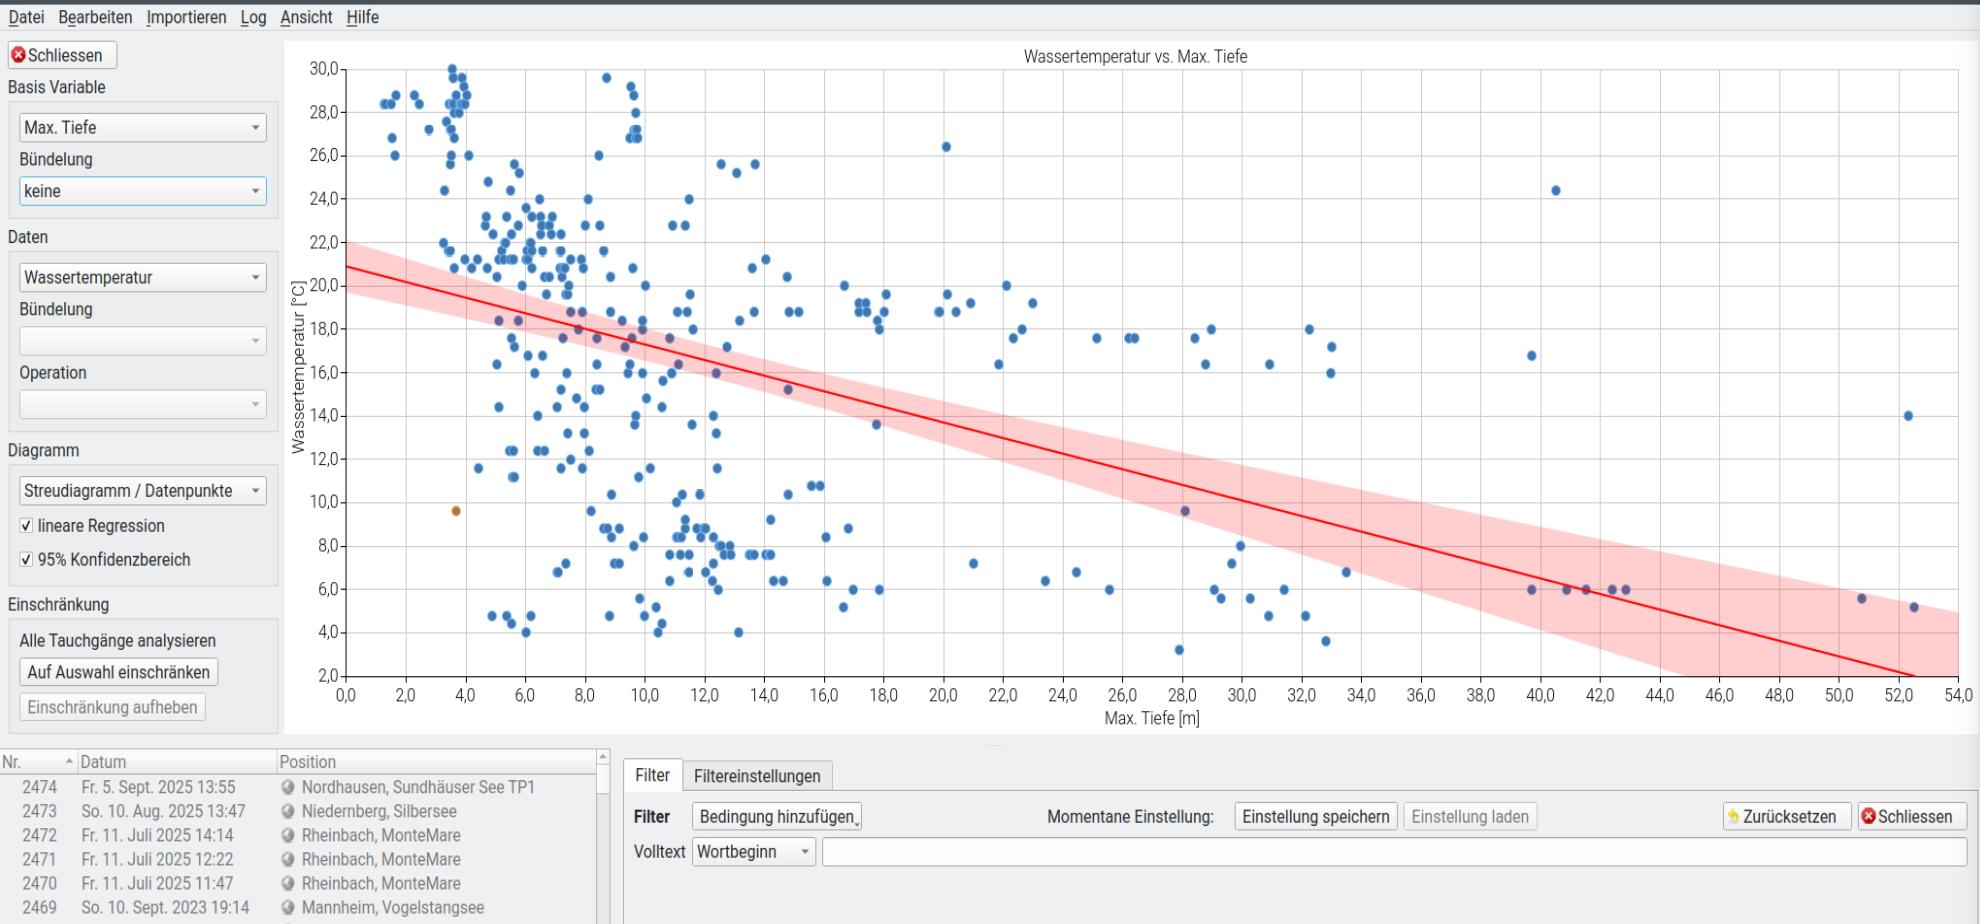 Datei Bearbeiten Importieren Log Ansicht Hilfe
Schliessen
Basis Variable
Max. Tiefe
Bündelung
keine
Daten
Wassertemperatur
Bündelung
Operation
Diagramm
Streudiagramm / Datenpunkte
lineare Regression
95% Konfidenzbereich
Einschränkung
Alle Tauchgänge analysieren
Auf Auswahl einschränken
Einschränkung aufheben
Wassertemperatur vs. Max. Tiefe
Wassertemperatur [°C]
30,0
28,0
26,0
24,0
22,0
20,0
18,0
16,0
14,0
12,0
10,0
8,0
6,0
4,0
2,0
0,0 2,0 4,0 6,0 8,0 10,0 12,0 14,0 16,0 18,0 20,0 22,0 24,0 26,0 28,0 30,0 32,0 34,0 36,0 38,0 40,0 42,0 44,0 46,0 48,0 50,0 52,0 54,0
Max. Tiefe [m]
Nr. Datum Position
2474 Fr. 5. Sept. 2025 13:55 Nordhausen, Sundhäuser See TP1
2473 So. 10. Aug. 2025 13:47 Niedernberg, Silbersee
2472 Fr. 11. Juli 2025 14:14 Rheinbach, MonteMare
2471 Fr. 11. Juli 2025 12:22 Rheinbach, MonteMare
2470 Fr. 11. Juli 2025 11:47 Rheinbach, MonteMare
2469 So. 10. Sept. 2023 19:14 Mannheim, Vogelstangsee
Filter Filtereinstellungen
Filter Bedingung hinzufügen Momentane Einstellung: Einstellung speichern Einstellung laden Zurücksetzen Schliessen
Volltext Wortbeginn